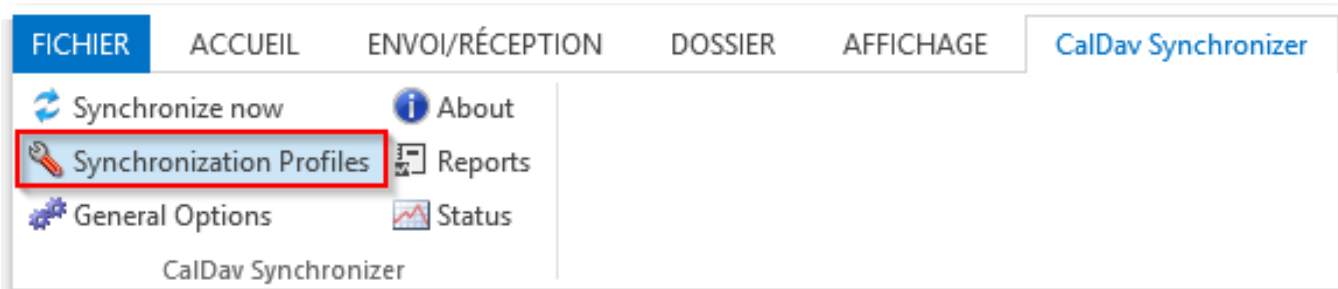 FICHIER ACCUEIL ENVOI/RÉCEPTION DOSSIER AFFICHAGE CalDav Synchronizer
Synchronize now About
Synchronization Profiles Reports
General Options Status
CalDav Synchronizer